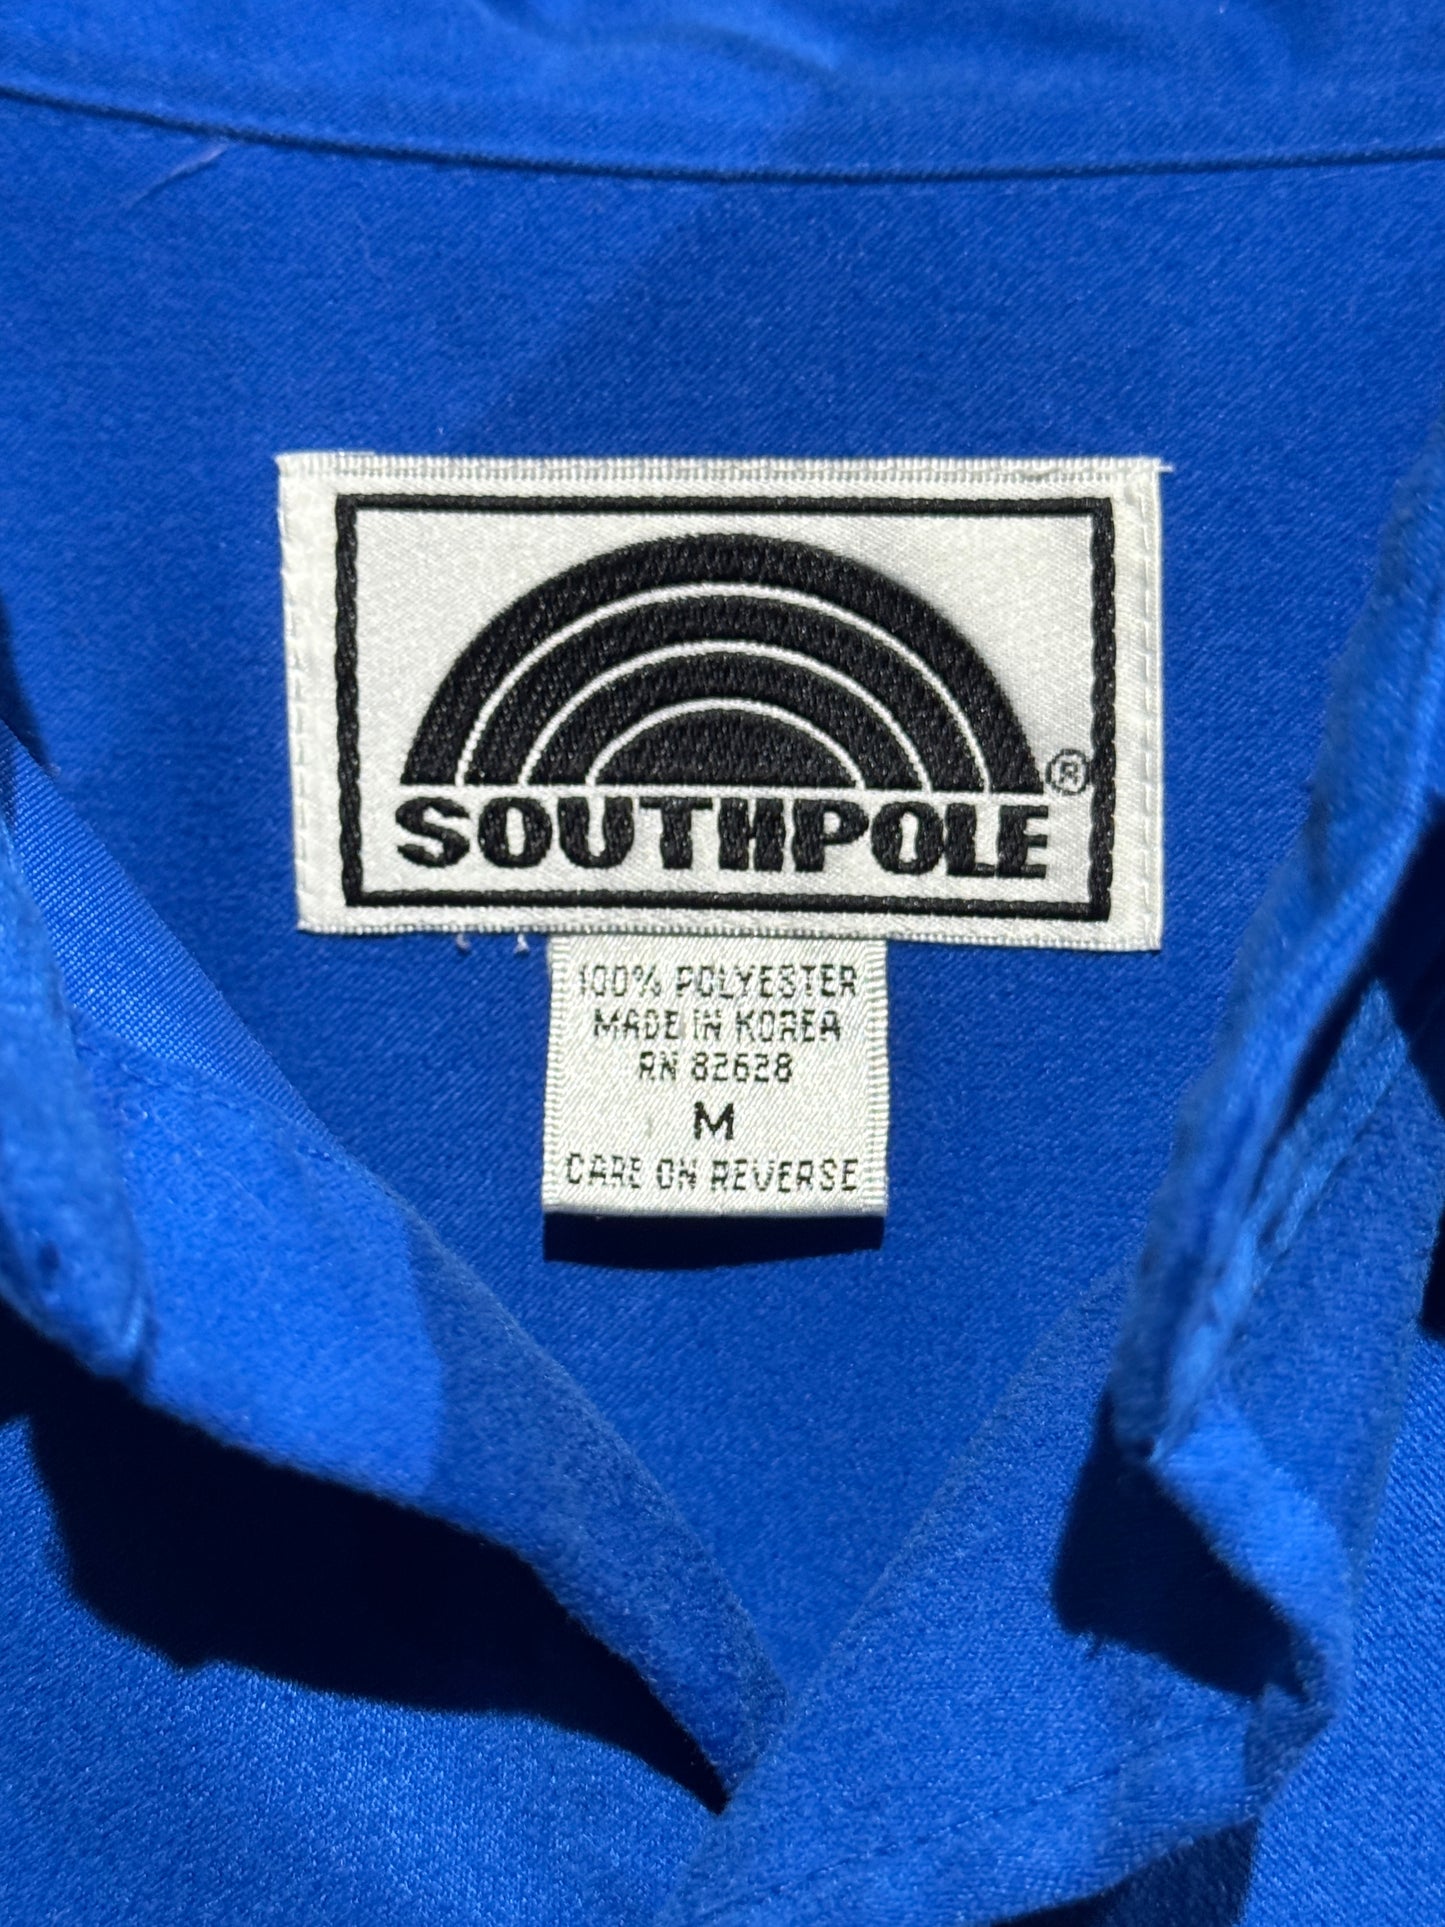 SOUTHPOLE®
100% POLYESTER
MADE IN KOREA
RN 82628
M
CARE ON REVERSE